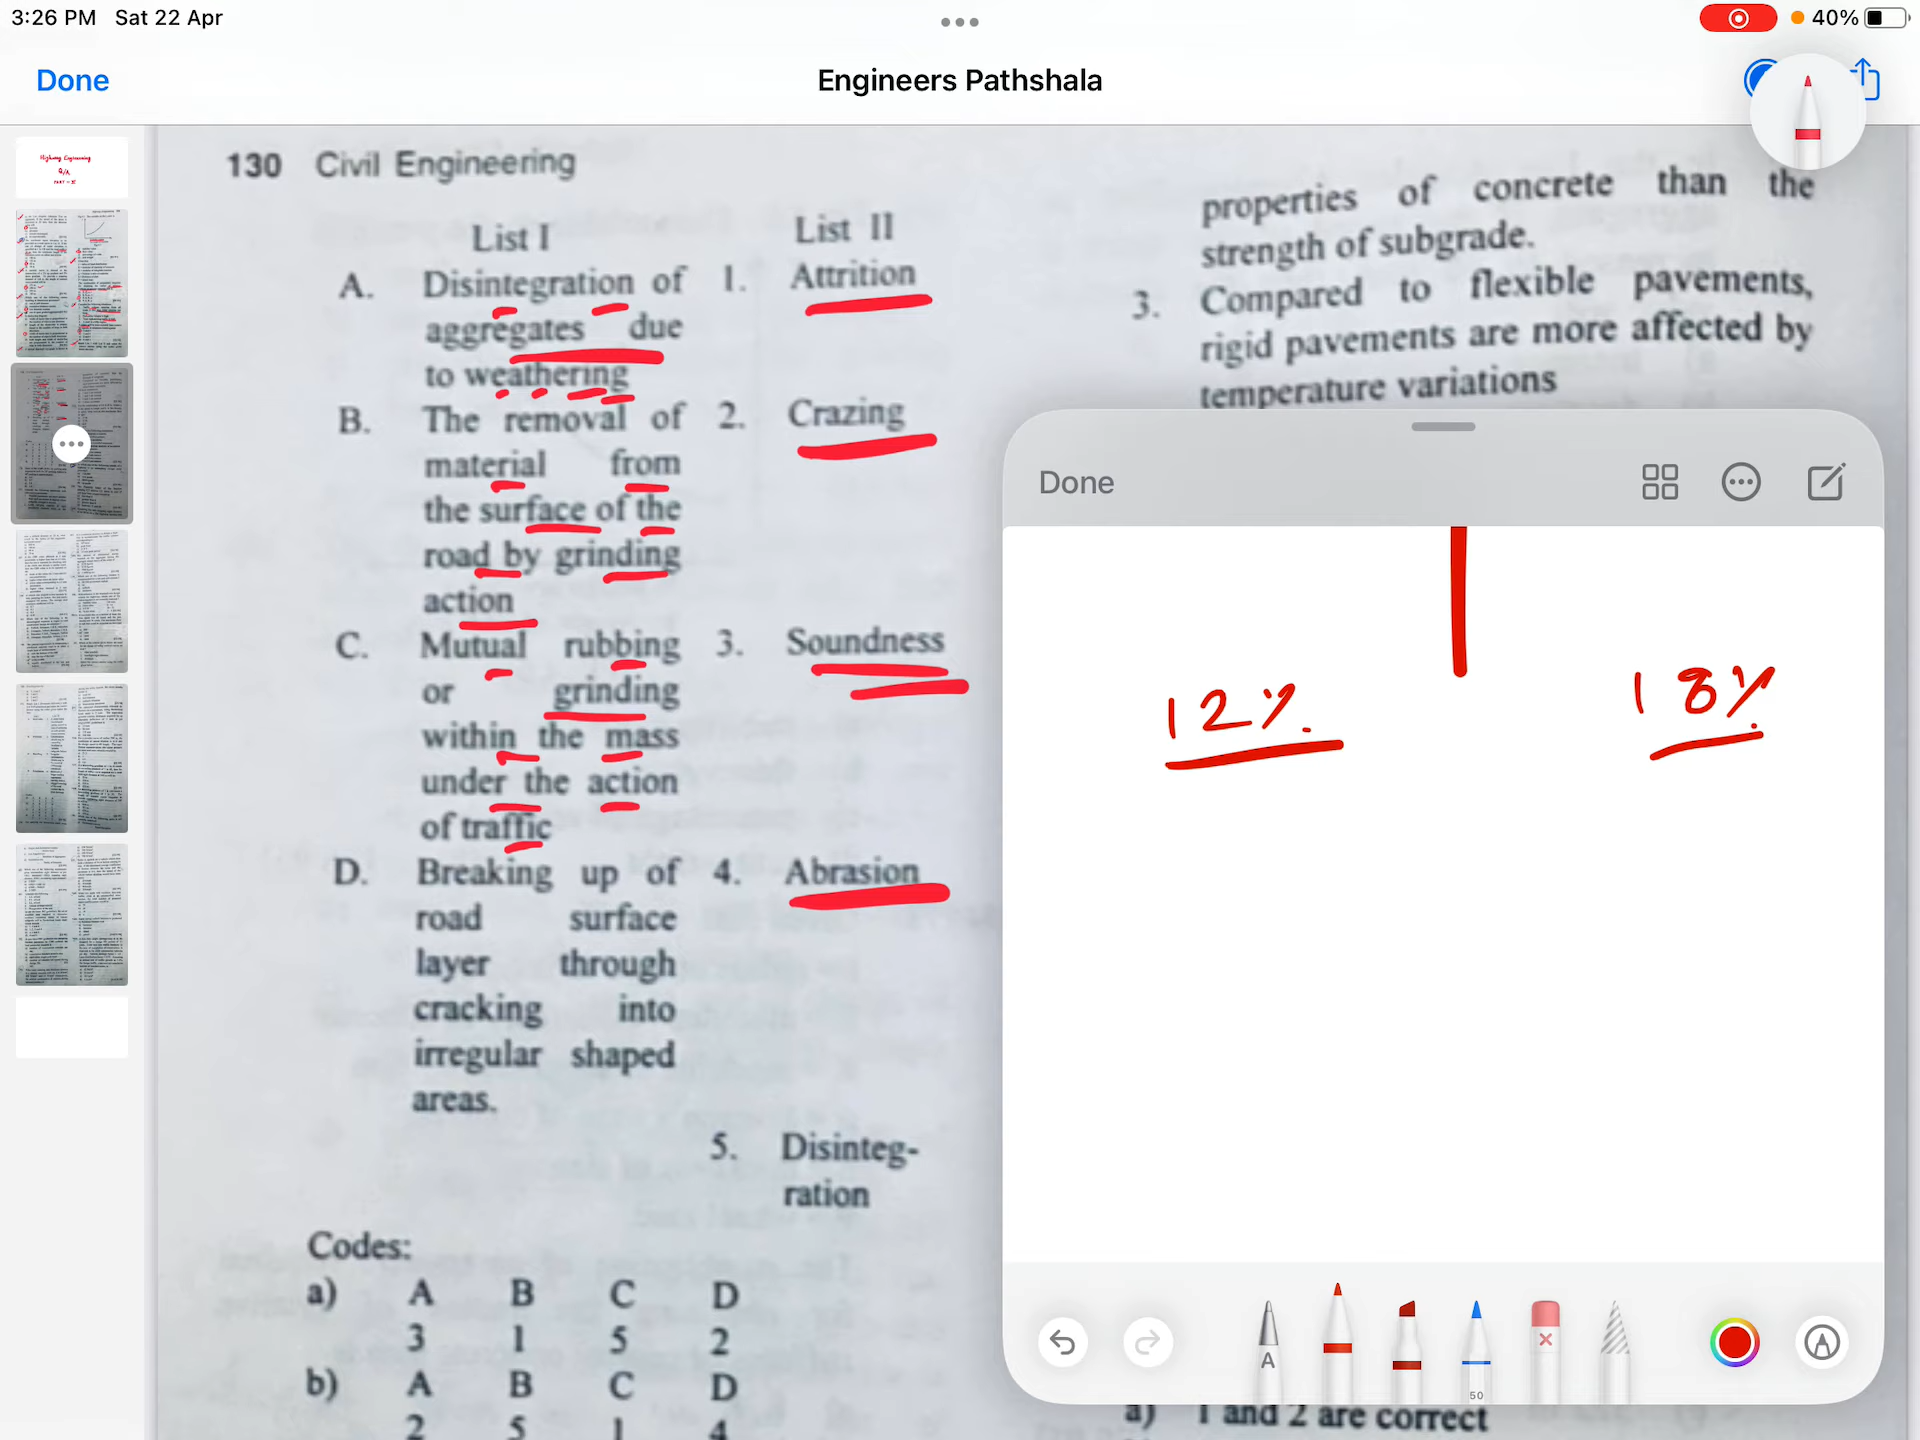 3:26 PM Sat 22 Apr
40%
Done
Engineers Pathshala
130 Civil Engineering
List I
List II
A. Disintegration of
aggregates due
to weathering
1. Attrition
B. The removal of
material from
the surface of the
road by grinding
action
2. Crazing
C. Mutual rubbing
or grinding
within the mass
under the action
of traffic
3. Soundness
D. Breaking up of
road surface
layer through
cracking into
irregular shaped
areas.
4. Abrasion
5. Disinteg-
ration
Codes:
a) A B C D
3 1 5 2
b) A B C D
2 5 1 4
properties of concrete than the
strength of subgrade.
3. Compared to flexible pavements,
rigid pavements are more affected by
temperature variations
Done
12%.
18%
A
50
a) 1 and 2 are correct